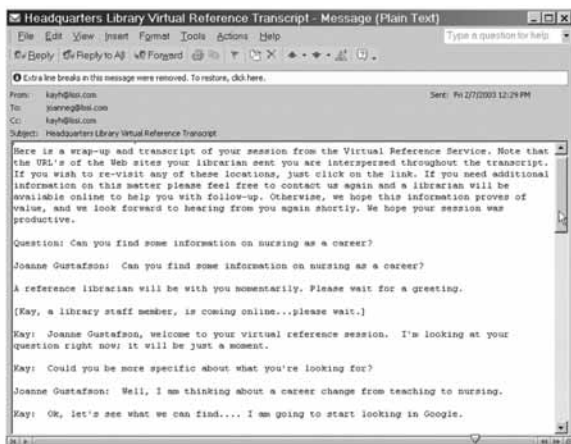 Headquarters Library Virtual Reference Transcript - Message (Plain Text)
File Edit View Insert Format Tools Actions Help
Type a question for help
Reply Reply to All Forward
Extra line breaks in this message were removed. To restore, click here.
From: kayh@lssi.com
Sent: Fri 2/7/2003 12:29 PM
To: joanneg@lssi.com
Cc: kayh@lssi.com
Subject: Headquarters Library Virtual Reference Transcript
Here is a wrap-up and transcript of your session from the Virtual Reference Service. Note that
the URL's of the Web sites your librarian sent you are interspersed throughout the transcript.
If you wish to re-visit any of these locations, just click on the link. If you need additional
information on this matter please feel free to contact us again and a librarian will be
available online to help you with follow-up. Otherwise, we hope this information proves of
value, and we look forward to hearing from you again shortly. We hope your session was
productive.
Question: Can you find some information on nursing as a career?
Joanne Gustafson: Can you find some information on nursing as a career?
A reference librarian will be with you momentarily. Please wait for a greeting.
[Kay, a library staff member, is coming online...please wait.]
Kay: Joanne Gustafson, welcome to your virtual reference session. I'm looking at your
question right now; it will be just a moment.
Kay: Could you be more specific about what you're looking for?
Joanne Gustafson: Well, I am thinking about a career change from teaching to nursing.
Kay: Ok, let's see what we can find.... I am going to start looking in Google.